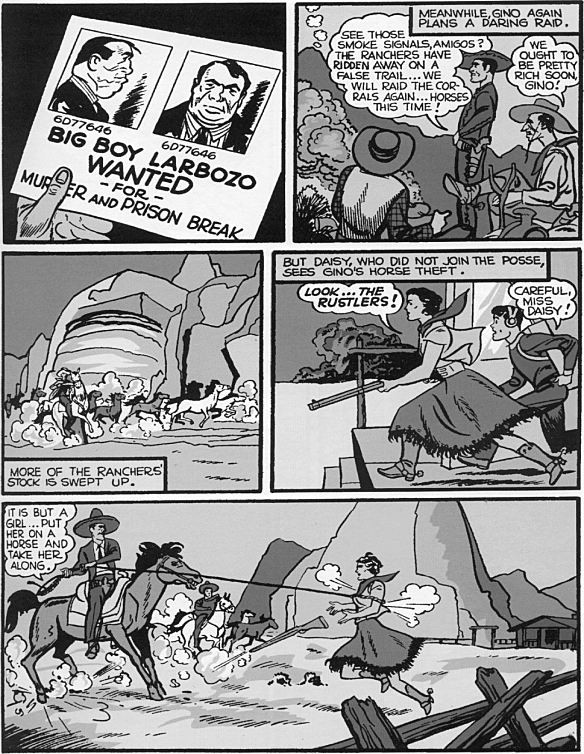 6D77646
6D77646
BIG BOY LARBOZO
WANTED
- FOR -
MURDER AND PRISON BREAK
MEANWHILE, GINO AGAIN
PLANS A DARING RAID.
SEE THOSE
SMOKE SIGNALS, AMIGOS?
THE RANCHERS HAVE
RIDDEN AWAY ON A
FALSE TRAIL... WE
WILL RAID THE COR-
RALS AGAIN... HORSES
THIS TIME!
WE
OUGHT TO
BE PRETTY
RICH SOON,
GINO!
MORE OF THE RANCHERS'
STOCK IS SWEPT UP.
BUT DAISY, WHO DID NOT JOIN THE POSSE,
SEES GINO'S HORSE THEFT.
LOOK... THE
RUSTLERS!
CAREFUL,
MISS
DAISY!
IT IS BUT A
GIRL... PUT
HER ON A
HORSE AND
TAKE HER
ALONG.